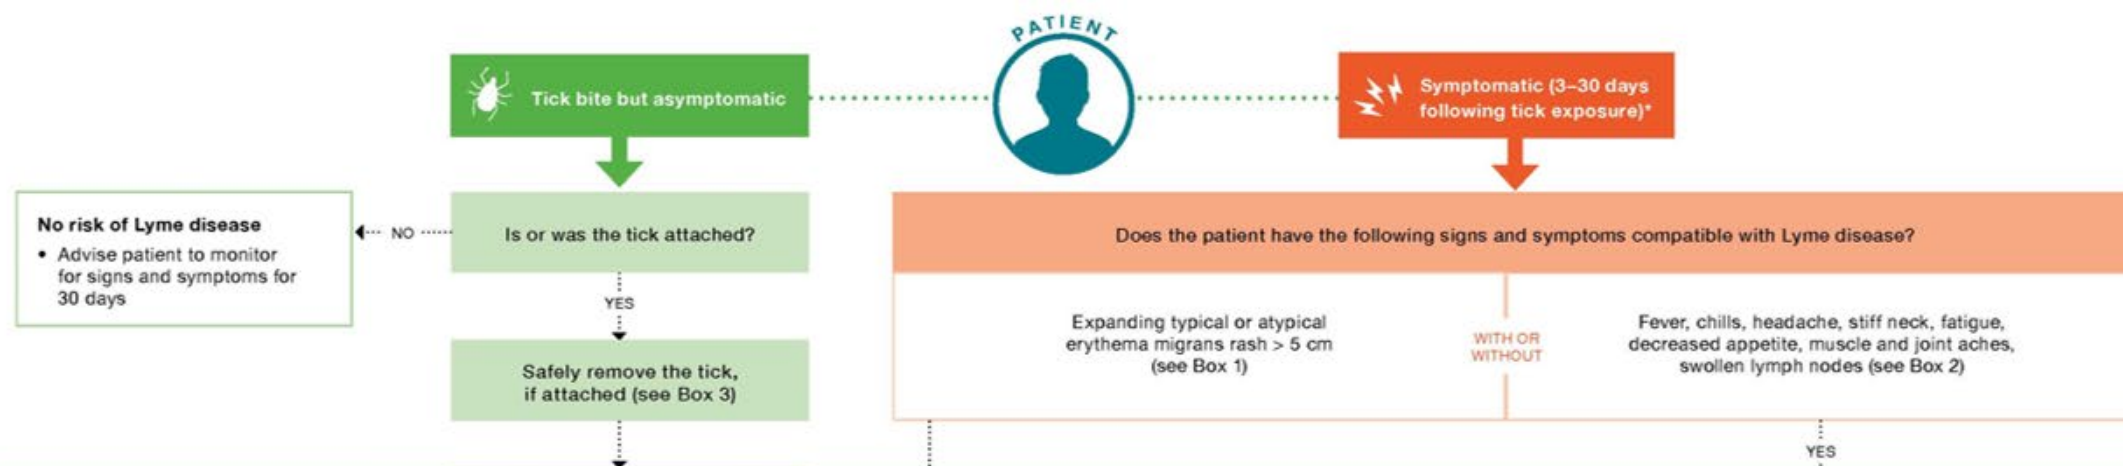 PATIENT
Tick bite but asymptomatic
Symptomatic (3–30 days
following tick exposure)*
No risk of Lyme disease
• Advise patient to monitor
for signs and symptoms for
30 days
NO
Is or was the tick attached?
YES
Safely remove the tick,
if attached (see Box 3)
Does the patient have the following signs and symptoms compatible with Lyme disease?
Expanding typical or atypical
erythema migrans rash > 5 cm
(see Box 1)
WITH OR
WITHOUT
Fever, chills, headache, stiff neck, fatigue,
decreased appetite, muscle and joint aches,
swollen lymph nodes (see Box 2)
YES